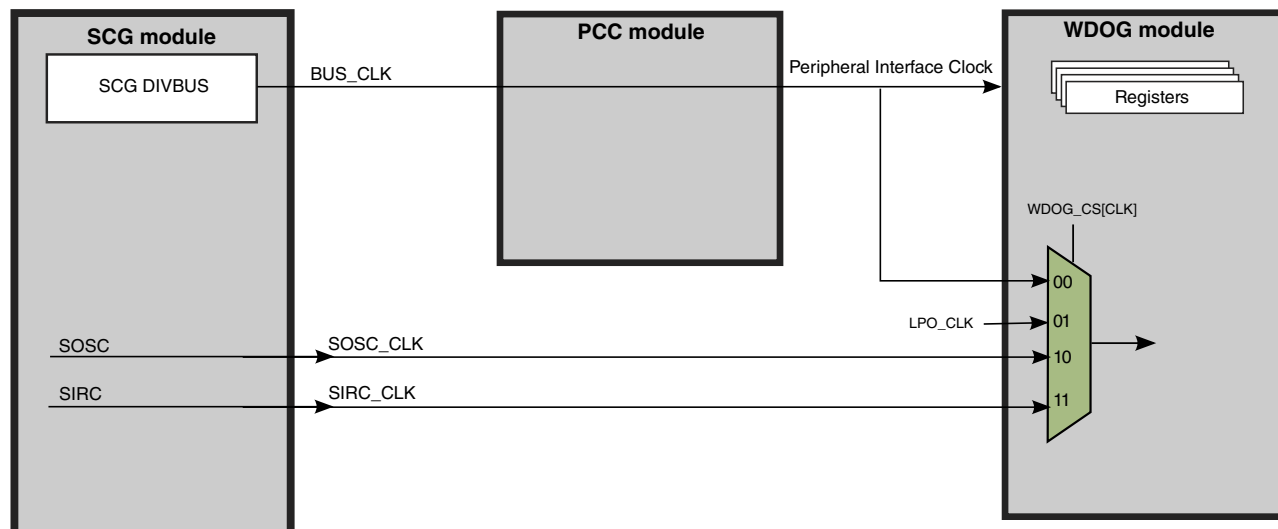 SCG module
PCC module
WDOG module
SCG DIVBUS
BUS_CLK
Peripheral Interface Clock
Registers
WDOG_CS[CLK]
00
LPO_CLK
01
SOSC
SOSC_CLK
10
SIRC
SIRC_CLK
11